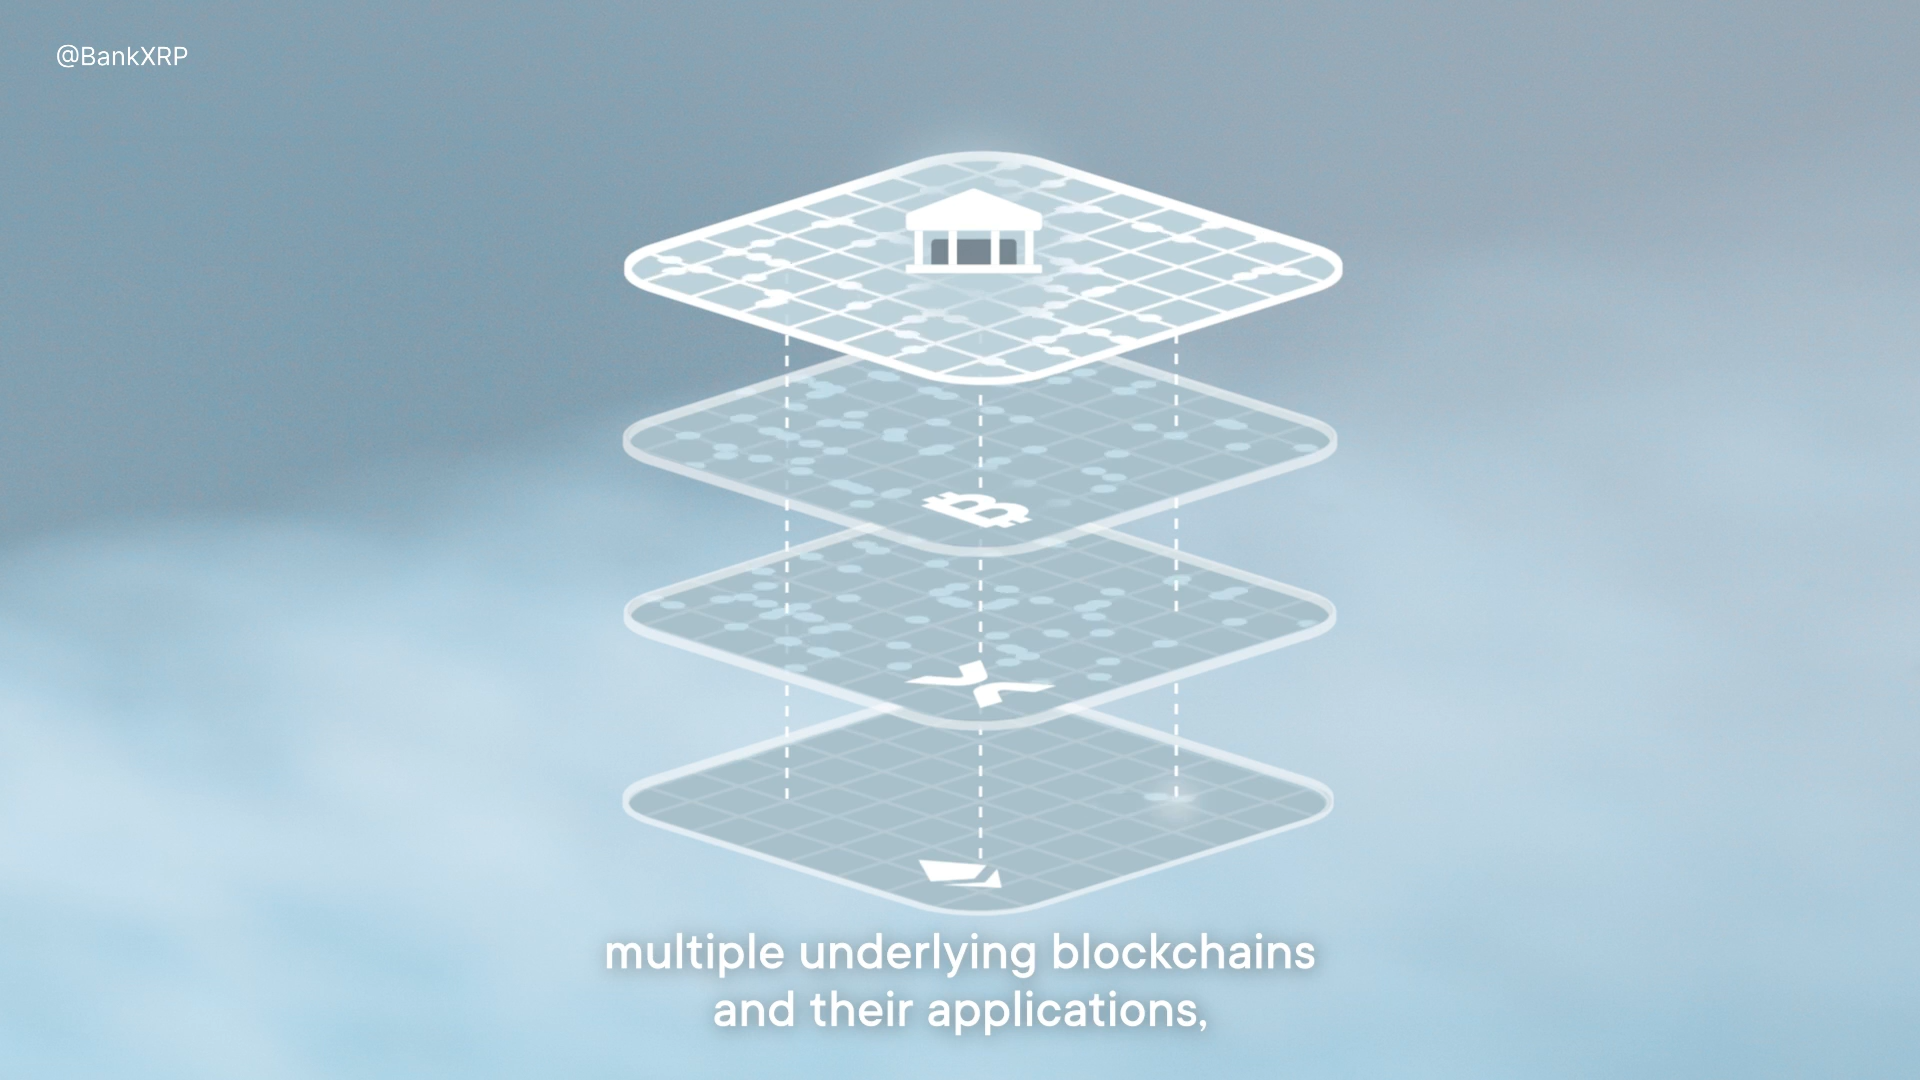 @BankXRP
multiple underlying blockchains
and their applications,